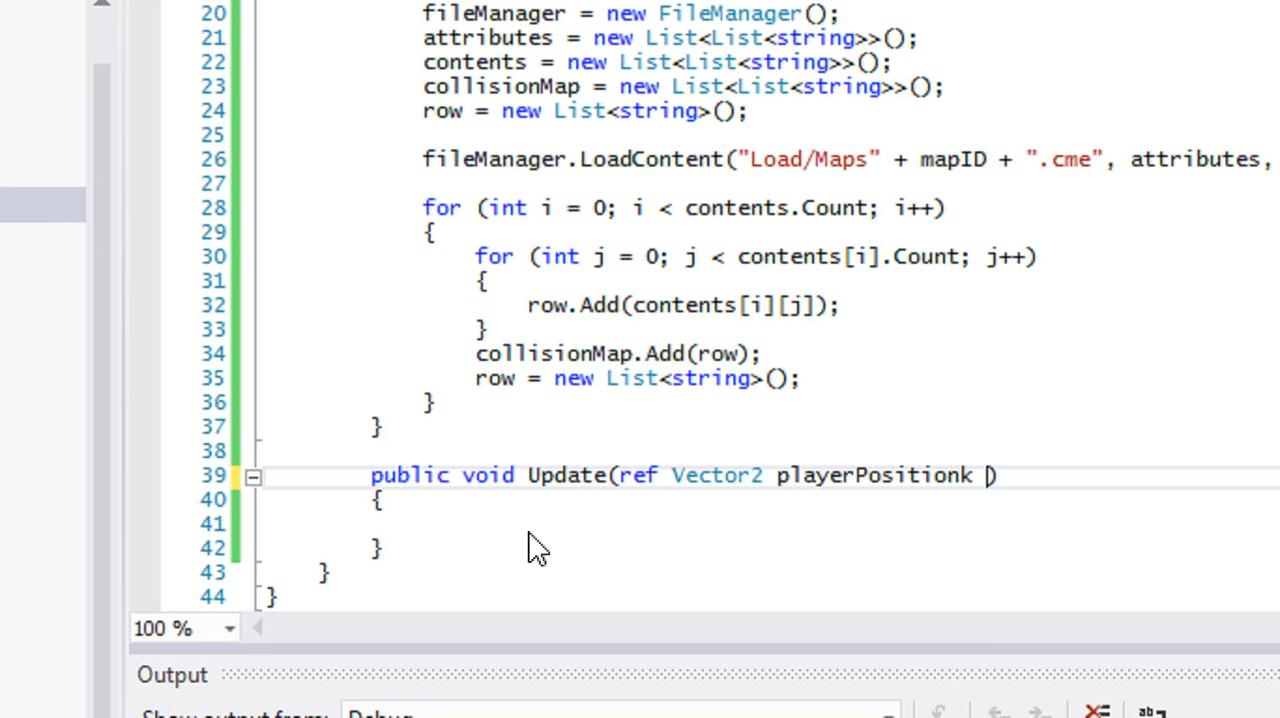 20 fileManager = new FileManager();
21 attributes = new List<List<string>>();
22 contents = new List<List<string>>();
23 collisionMap = new List<List<string>>();
24 row = new List<string>();
25
26 fileManager.LoadContent("Load/Maps" + mapID + ".cme", attributes,
27
28 for (int i = 0; i < contents.Count; i++)
29 {
30 for (int j = 0; j < contents[i].Count; j++)
31 {
32 row.Add(contents[i][j]);
33 }
34 collisionMap.Add(row);
35 row = new List<string>();
36 }
37 }
38
39 public void Update(ref Vector2 playerPositionk )
40 {
41
42 }
43 }
44 }
100 %
Output
Show output from: Debug